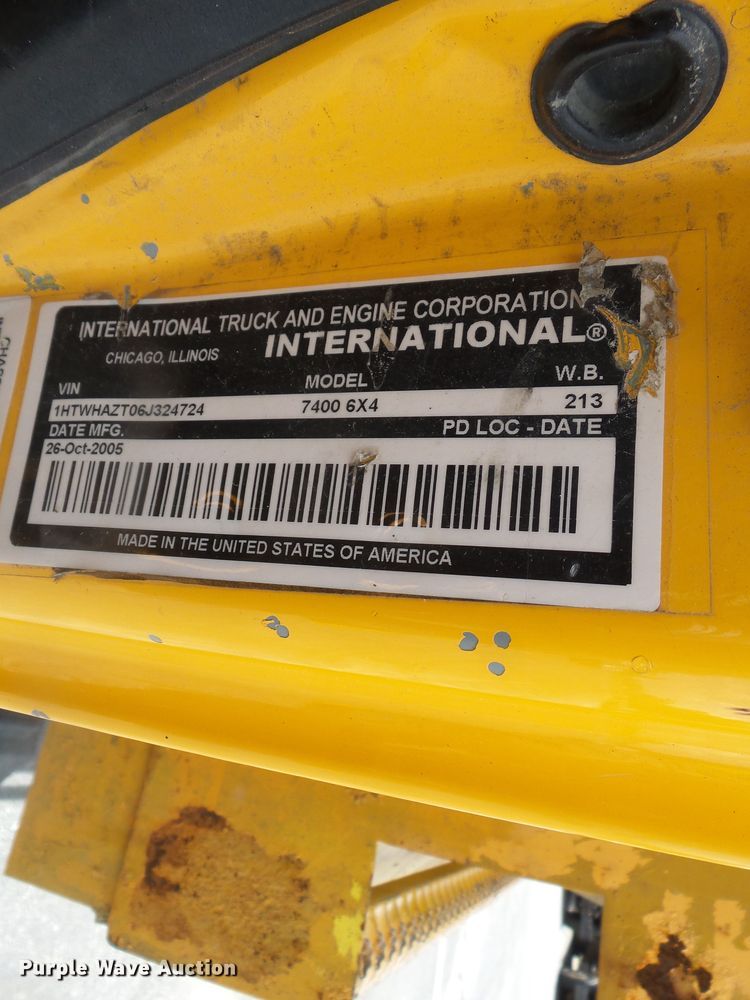 INTERNATIONAL TRUCK AND ENGINE CORPORATION
CHICAGO, ILLINOIS INTERNATIONAL®
VIN MODEL W.B.
1HTWHAZT06J324724 7400 6X4 213
DATE MFG. PD LOC - DATE
26-Oct-2005
MADE IN THE UNITED STATES OF AMERICA
Purple Wave Auction